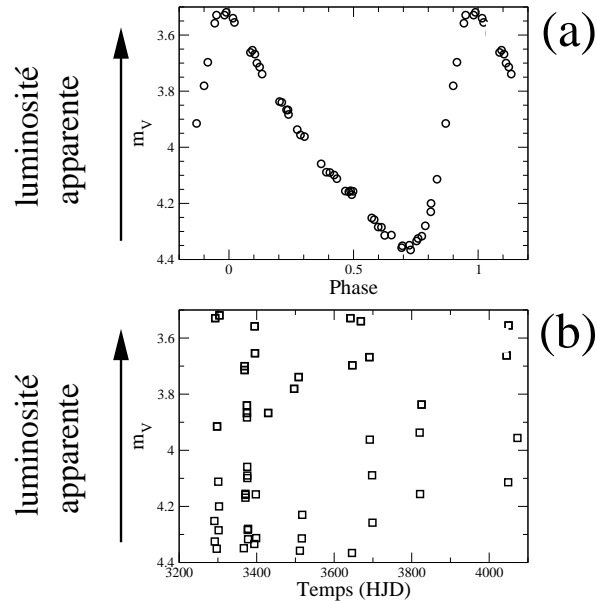 (a)
luminosité
apparente
m_V
3.6
3.8
4
4.2
4.4
0
0.5
1
Phase
(b)
luminosité
apparente
m_V
3.6
3.8
4
4.2
4.4
3200
3400
3600
3800
4000
Temps (HJD)